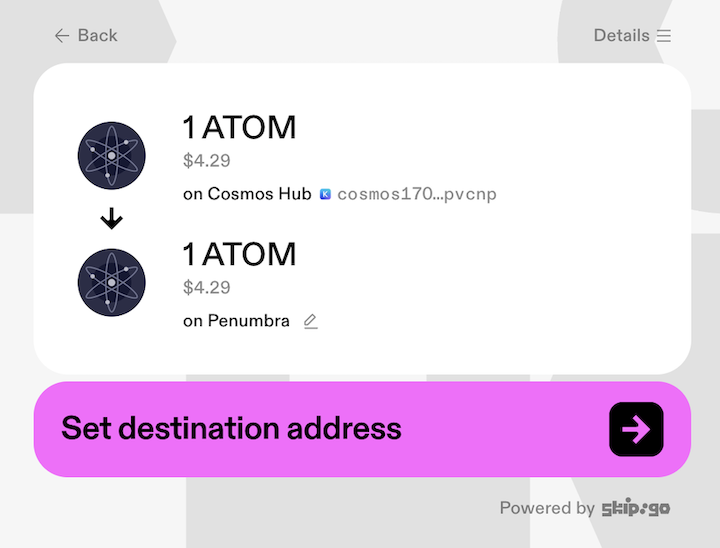 Back
Details
1 ATOM
$4.29
on Cosmos Hub K cosmos170…pvcnp
1 ATOM
$4.29
on Penumbra
Set destination address
Powered by skip:go